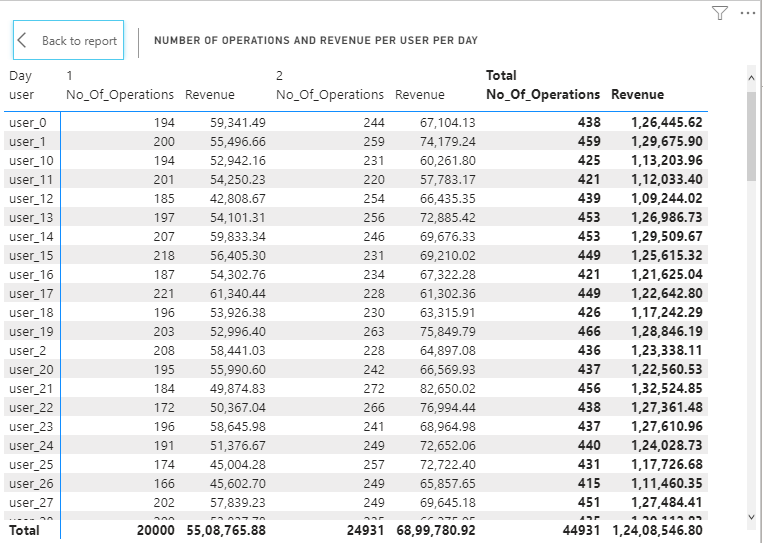 Back to report
NUMBER OF OPERATIONS AND REVENUE PER USER PER DAY
Day 1 2 Total
user No_Of_Operations Revenue No_Of_Operations Revenue No_Of_Operations Revenue
user_0 194 59,341.49 244 67,104.13 438 1,26,445.62
user_1 200 55,496.66 259 74,179.24 459 1,29,675.90
user_10 194 52,942.16 231 60,261.80 425 1,13,203.96
user_11 201 54,250.23 220 57,783.17 421 1,12,033.40
user_12 185 42,808.67 254 66,435.35 439 1,09,244.02
user_13 197 54,101.31 256 72,885.42 453 1,26,986.73
user_14 207 59,833.34 246 69,676.33 453 1,29,509.67
user_15 218 56,405.30 231 69,210.02 449 1,25,615.32
user_16 187 54,302.76 234 67,322.28 421 1,21,625.04
user_17 221 61,340.44 228 61,302.36 449 1,22,642.80
user_18 196 53,926.38 230 63,315.91 426 1,17,242.29
user_19 203 52,996.40 263 75,849.79 466 1,28,846.19
user_2 208 58,441.03 228 64,897.08 436 1,23,338.11
user_20 195 55,990.60 242 66,569.93 437 1,22,560.53
user_21 184 49,874.83 272 82,650.02 456 1,32,524.85
user_22 172 50,367.04 266 76,994.44 438 1,27,361.48
user_23 196 58,645.98 241 68,964.98 437 1,27,610.96
user_24 191 51,376.67 249 72,652.06 440 1,24,028.73
user_25 174 45,004.28 257 72,722.40 431 1,17,726.68
user_26 166 45,602.70 249 65,857.65 415 1,11,460.35
user_27 202 57,839.23 249 69,645.18 451 1,27,484.41
Total 20000 55,08,765.88 24931 68,99,780.92 44931 1,24,08,546.80